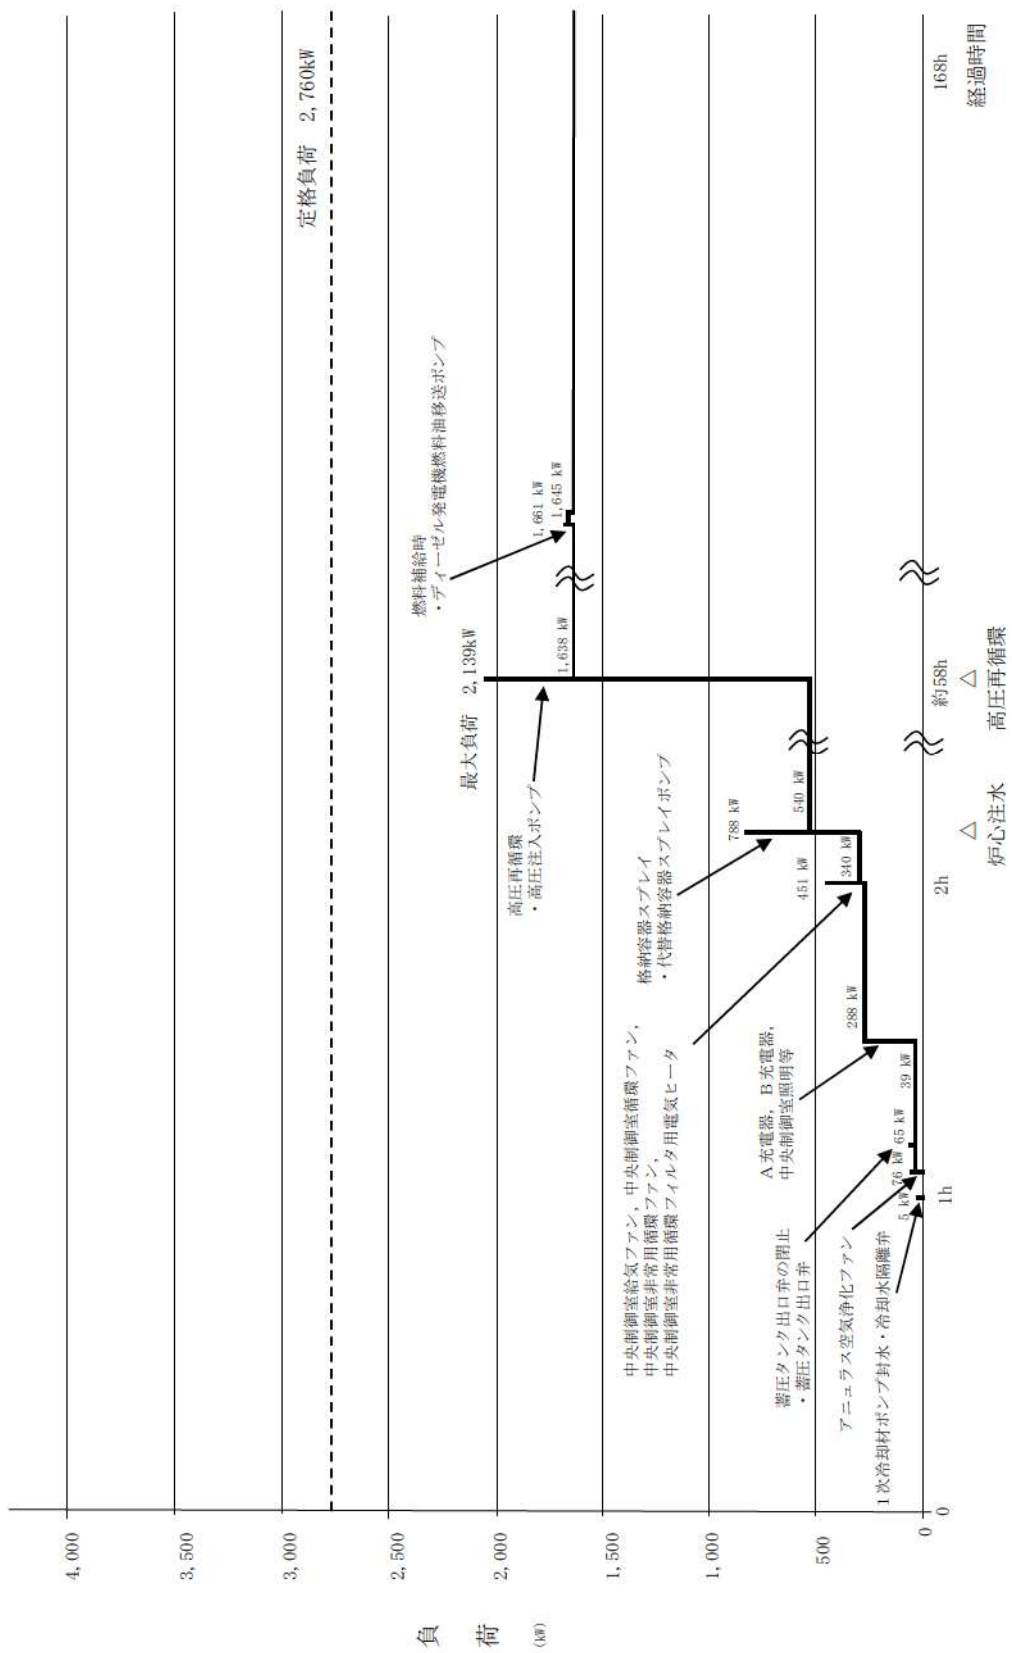 負
荷
(kW)
4,000
3,500
3,000
2,500
2,000
1,500
1,000
500
0
定格負荷 2,760kW
最大負荷 2,139kW
燃料補給時
・ディーゼル発電機燃料油移送ポンプ
1,661 kW
1,645 kW
1,638 kW
高圧再循環
・高圧注入ポンプ
格納容器スプレイ
・代替格納容器スプレイポンプ
788 kW
540 kW
中央制御室給気ファン，中央制御室循環ファン，
中央制御室非常用循環ファン，
中央制御室非常用循環フィルタ用電気ヒータ
451 kW
340 kW
A充電器，B充電器，
中央制御室照明等
288 kW
蓄圧タンク出口弁の閉止
・蓄圧タンク出口弁
アニュラス空気浄化ファン
1次冷却材ポンプ封水・冷却水隔離弁
5 kW
76 kW
65 kW
39 kW
0
1h
2h
約58h
168h
△
炉心注水
△
高圧再循環
経過時間